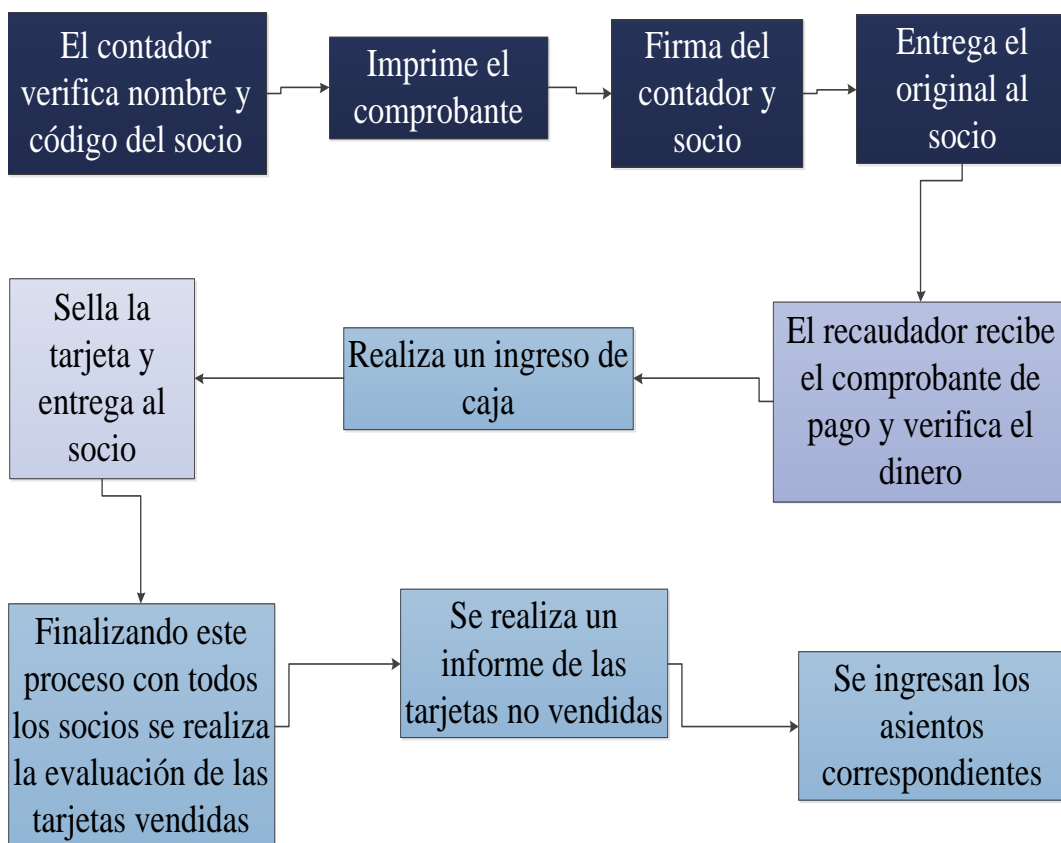 El contador
verifica nombre y
código del socio
Imprime el
comprobante
Firma del
contador y
socio
Entrega el
original al
socio
El recaudador recibe
el comprobante de
pago y verifica el
dinero
Realiza un ingreso de
caja
Sella la
tarjeta y
entrega al
socio
Finalizando este
proceso con todos
los socios se realiza
la evaluación de las
tarjetas vendidas
Se realiza un
informe de las
tarjetas no vendidas
Se ingresan los
asientos
correspondientes